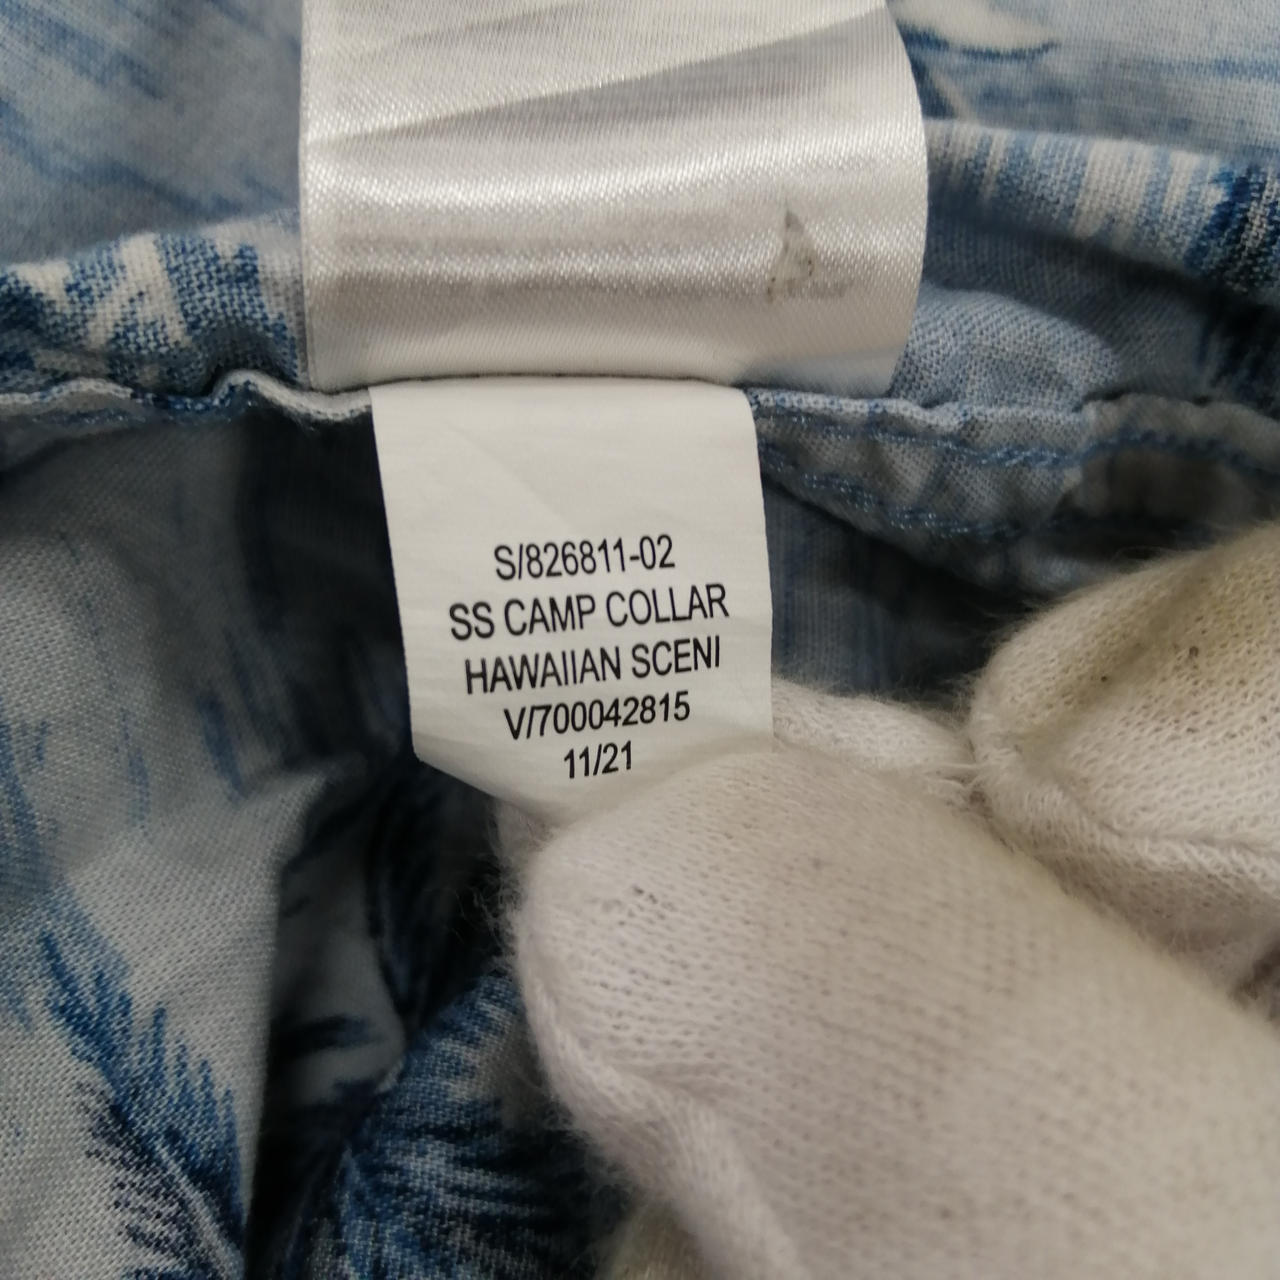 S/826811-02
SS CAMP COLLAR
HAWAIIAN SCENI
V/700042815
11/21